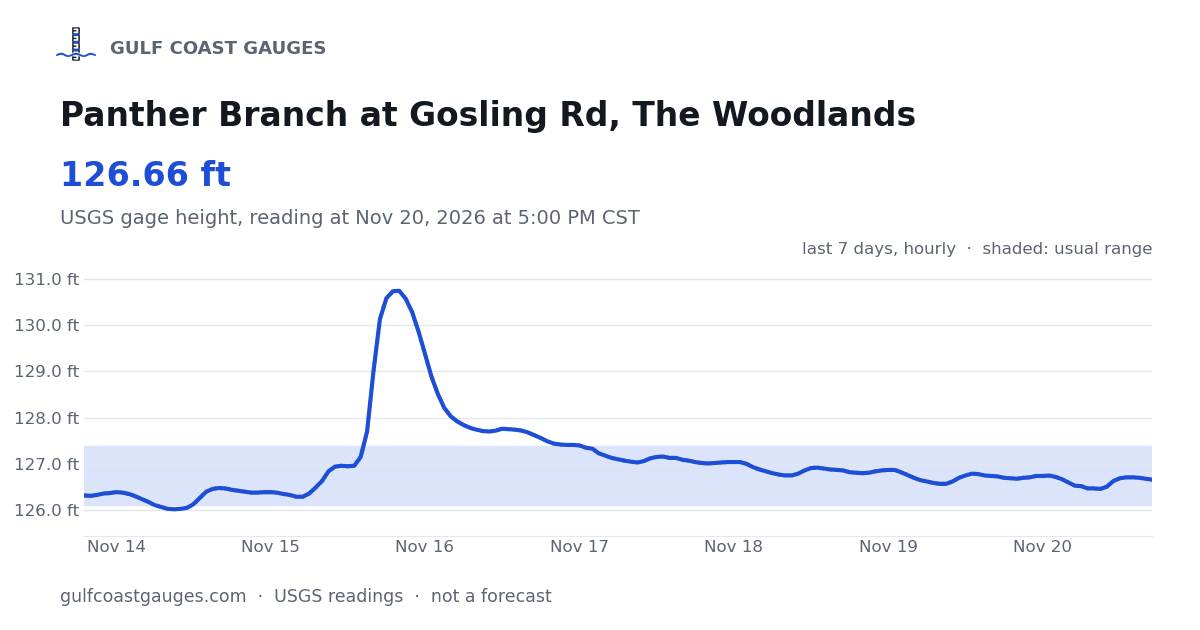 GULF COAST GAUGES
Panther Branch at Gosling Rd, The Woodlands
126.66 ft
USGS gage height, reading at Nov 20, 2026 at 5:00 PM CST
last 7 days, hourly · shaded: usual range
131.0 ft
130.0 ft
129.0 ft
128.0 ft
127.0 ft
126.0 ft
Nov 14 Nov 15 Nov 16 Nov 17 Nov 18 Nov 19 Nov 20
gulfcoastgauges.com · USGS readings · not a forecast